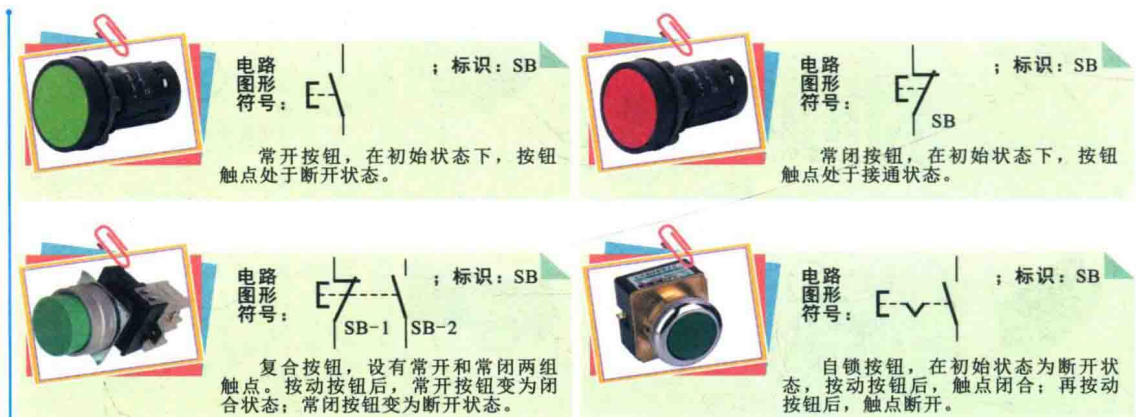 电路
图形
符号：
；标识：SB
常开按钮，在初始状态下，按钮
触点处于断开状态。
电路
图形
符号：
；标识：SB
SB
常闭按钮，在初始状态下，按钮
触点处于接通状态。
电路
图形
符号：
；标识：SB
SB-1
SB-2
复合按钮，设有常开和常闭两组
触点。按动按钮后，常开按钮变为闭
合状态；常闭按钮变为断开状态。
电路
图形
符号：
；标识：SB
自锁按钮，在初始状态为断开状
态，按动按钮后，触点闭合；再按动
按钮后，触点断开。